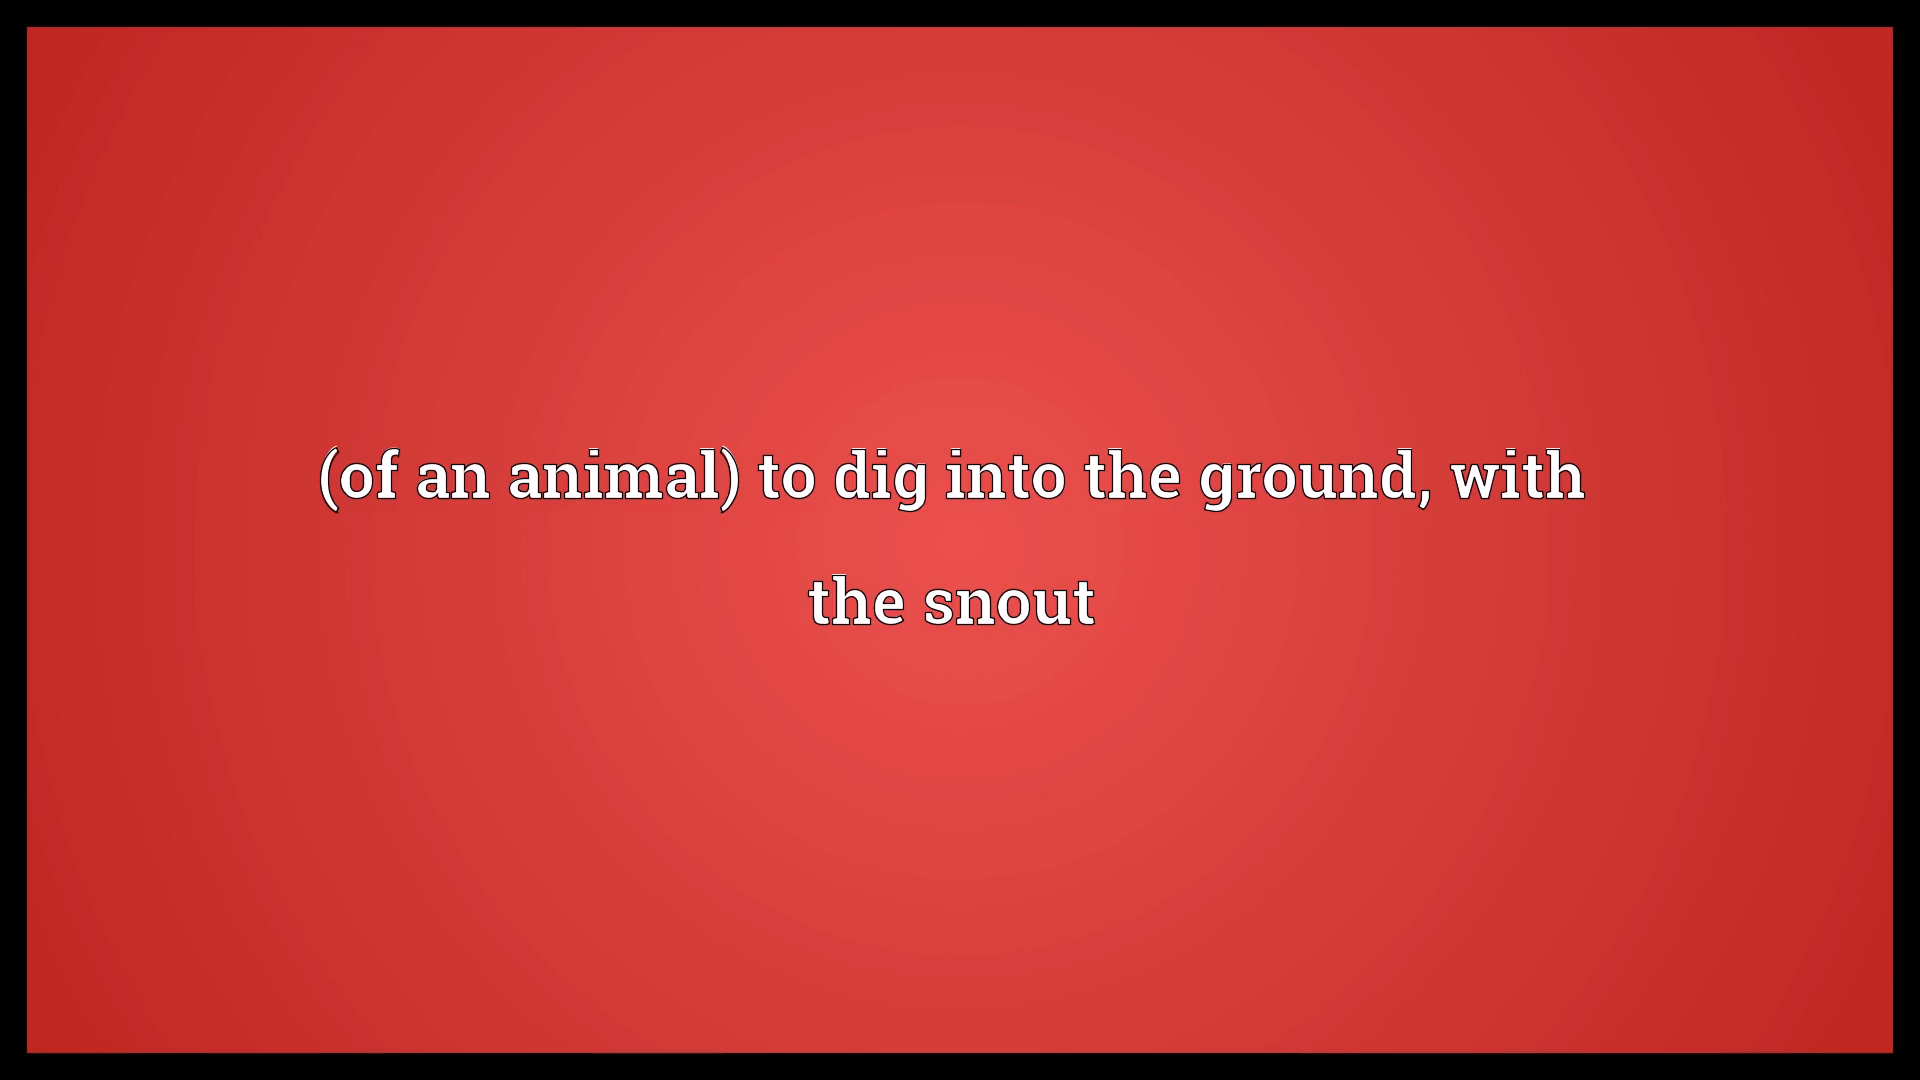 (of an animal) to dig into the ground, with
the snout